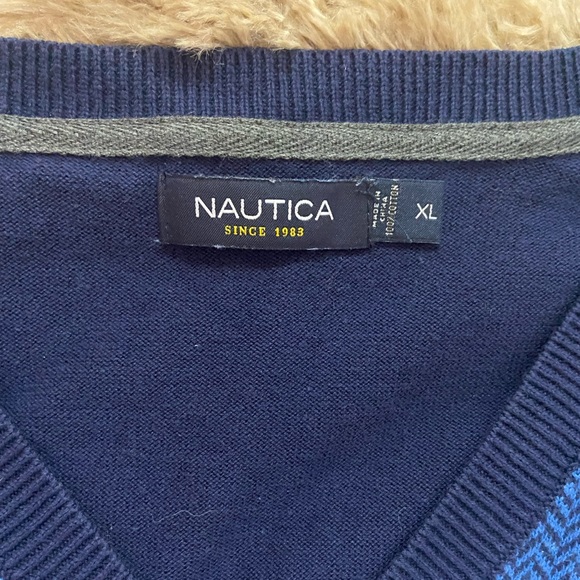 NAUTICA
SINCE 1983
MADE IN
CHINA
100% COTTON
XL